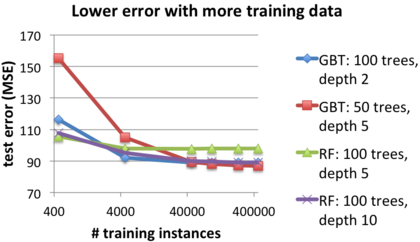 Lower error with more training data
170
150
130
110
90
70
test error (MSE)
400
4000
40000
400000
# training instances
GBT: 100 trees,
depth 2
GBT: 50 trees,
depth 5
RF: 100 trees,
depth 5
RF: 100 trees,
depth 10